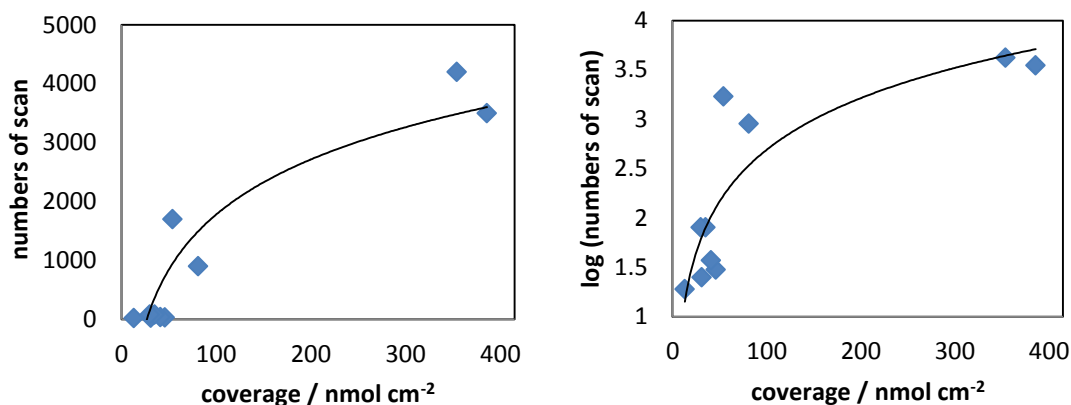 numbers of scan
5000
4000
3000
2000
1000
0
0 100 200 300 400
coverage / nmol cm⁻²
log (numbers of scan)
4
3.5
3
2.5
2
1.5
1
0 100 200 300 400
coverage / nmol cm⁻²